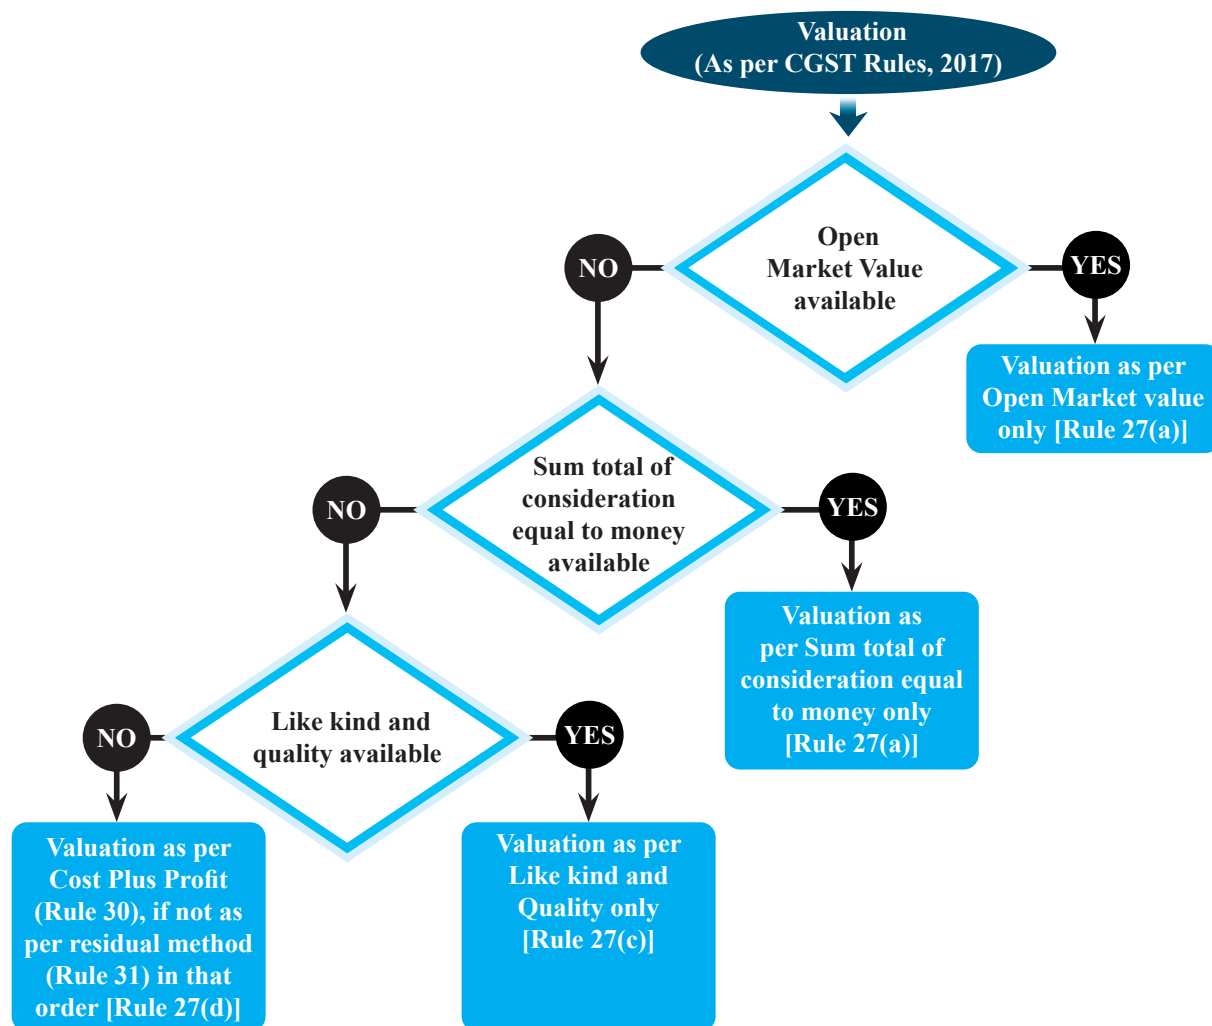 Valuation
(As per CGST Rules, 2017)
Open
Market Value
available
NO
YES
Valuation as per
Open Market value
only [Rule 27(a)]
Sum total of
consideration
equal to money
available
NO
YES
Valuation as
per Sum total of
consideration equal
to money only
[Rule 27(a)]
Like kind and
quality available
NO
YES
Valuation as per
Cost Plus Profit
(Rule 30), if not as
per residual method
(Rule 31) in that
order [Rule 27(d)]
Valuation as per
Like kind and
Quality only
[Rule 27(c)]